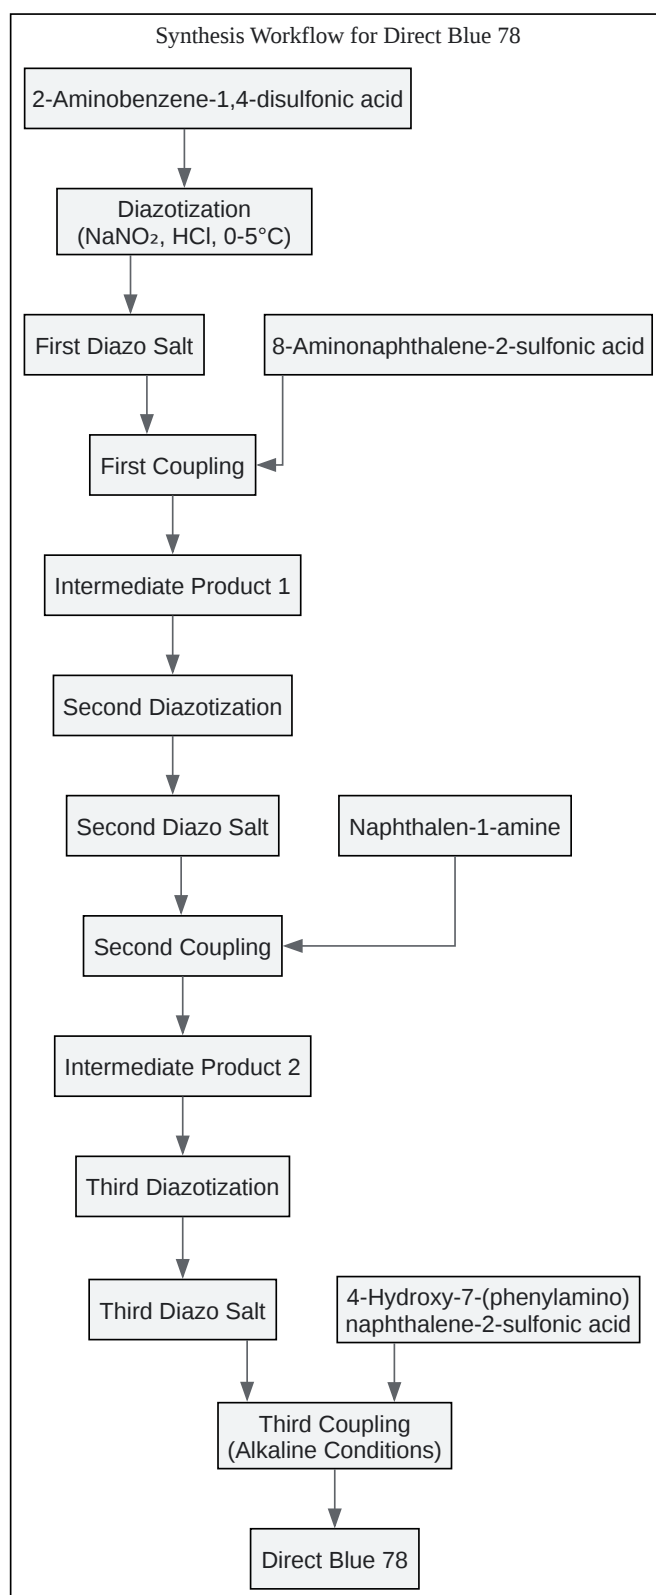 Synthesis Workflow for Direct Blue 78
2-Aminobenzene-1,4-disulfonic acid
Diazotization
(NaNO₂, HCl, 0-5°C)
First Diazo Salt
8-Aminonaphthalene-2-sulfonic acid
First Coupling
Intermediate Product 1
Second Diazotization
Second Diazo Salt
Naphthalen-1-amine
Second Coupling
Intermediate Product 2
Third Diazotization
Third Diazo Salt
4-Hydroxy-7-(phenylamino)
naphthalene-2-sulfonic acid
Third Coupling
(Alkaline Conditions)
Direct Blue 78